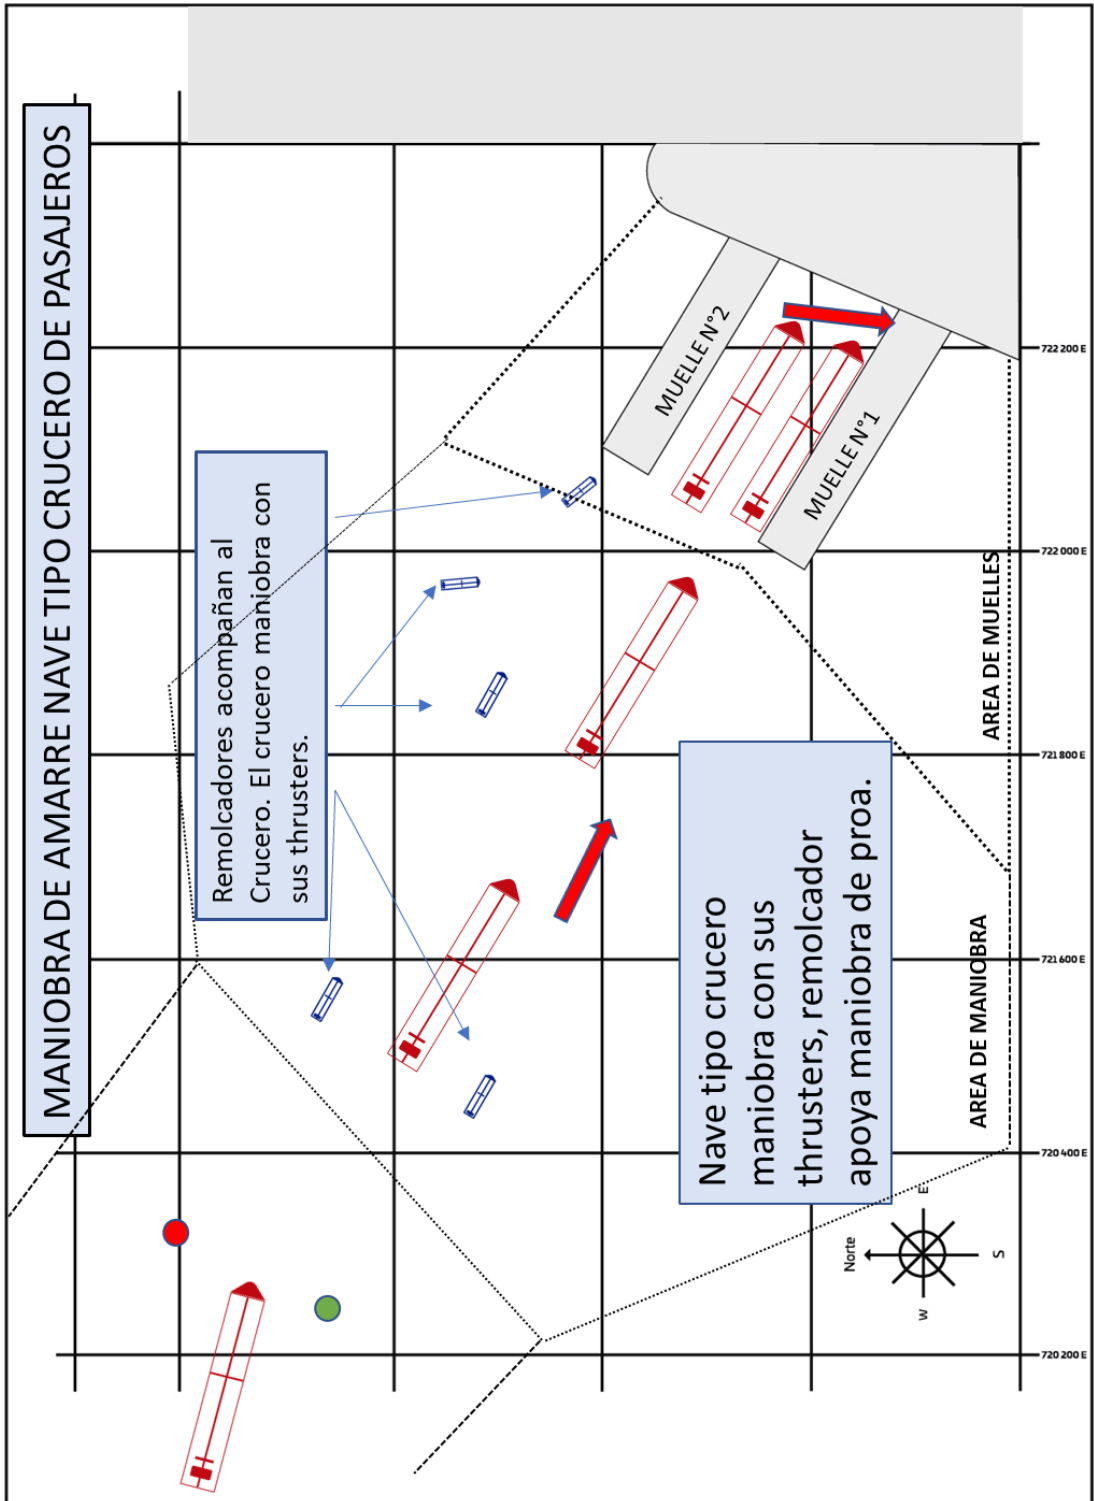 MANIOBRA DE AMARRE NAVE TIPO CRUCERO DE PASAJEROS
Remolcadores acompañan al
Crucero. El crucero maniobra con
sus thrusters.
MUELLE N°2
MUELLE N°1
Nave tipo crucero
maniobra con sus
thrusters, remolcador
apoya maniobra de proa.
AREA DE MANIOBRA
AREA DE MUELLES
Norte
W
E
S
720 200 E
720 400 E
721 600 E
721 800 E
722 000 E
722 200 E